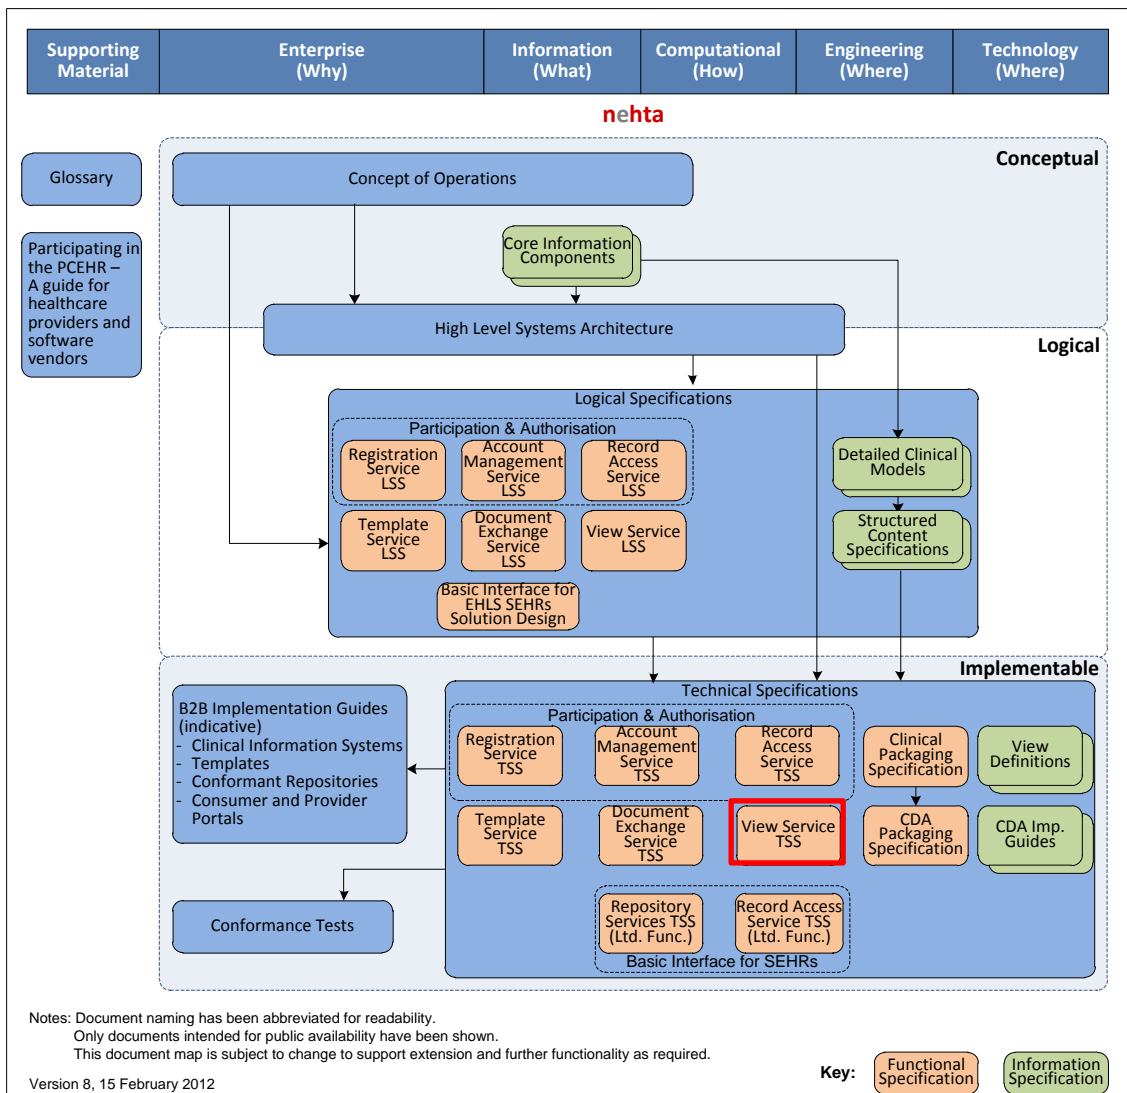 Supporting
Material
Enterprise
(Why)
Information
(What)
Computational
(How)
Engineering
(Where)
Technology
(Where)
nehta
Conceptual
Glossary
Concept of Operations
Participating in
the PCEHR –
A guide for
healthcare
providers and
software
vendors
Core Information
Components
High Level Systems Architecture
Logical
Logical Specifications
Participation & Authorisation
Registration
Service
LSS
Account
Management
Service
LSS
Record
Access
Service
LSS
Detailed Clinical
Models
Template
Service
LSS
Document
Exchange
Service
LSS
View Service
LSS
Structured
Content
Specifications
Basic Interface for
EHLS SEHRs
Solution Design
Implementable
Technical Specifications
B2B Implementation Guides
(indicative)
- Clinical Information Systems
- Templates
- Conformant Repositories
- Consumer and Provider
Portals
Participation & Authorisation
Registration
Service
TSS
Account
Management
Service
TSS
Record
Access
Service
TSS
Clinical
Packaging
Specification
View
Definitions
Template
Service
TSS
Document
Exchange
Service
TSS
View Service
TSS
CDA
Packaging
Specification
CDA Imp.
Guides
Conformance Tests
Repository
Services TSS
(Ltd. Func.)
Record Access
Service TSS
(Ltd. Func.)
Basic Interface for SEHRs
Notes: Document naming has been abbreviated for readability.
Only documents intended for public availability have been shown.
This document map is subject to change to support extension and further functionality as required.
Version 8, 15 February 2012
Key:
Functional
Specification
Information
Specification